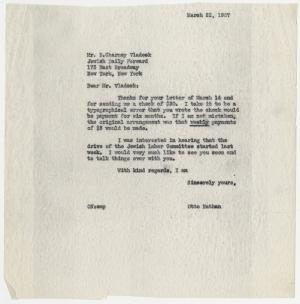 March 22, 1937
Mr. B.Charney Vladeck
Jewish Daily Forward
175 East Broadway
New York, New York
Dear Mr. Vladeck:
Thanks for your letter of March 14 and
for sending me a check of $30. I take it to be a
typographical error that you wrote the check would
be payment for six months. If I am not mistaken,
the original arrangement was that weekly payments
of $5 would be made.
I was interested in hearing that the
drive of the Jewish Labor Committee started last
week. I would very much like to see you soon and
to talk things over with you.
With kind regards, I am
Sincerely yours,
Otto Nathan